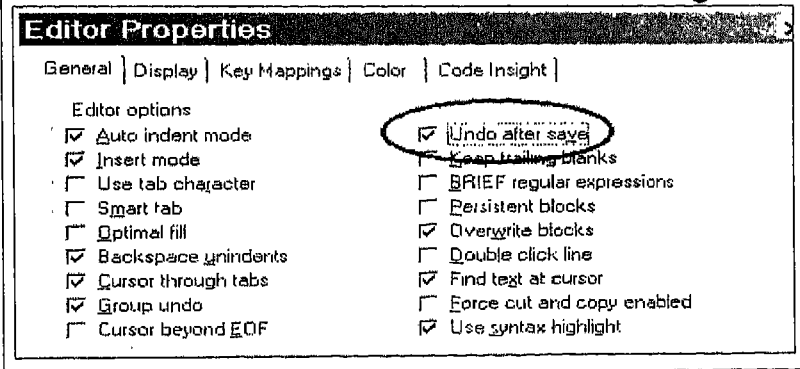 Editor Properties
General Display Key Mappings Color Code Insight
Editor options
Auto indent mode
Insert mode
Use tab character
Smart tab
Optimal fill
Backspace unindents
Cursor through tabs
Group undo
Cursor beyond EOF
Undo after save
Keep trailing blanks
BRIEF regular expressions
Persistent blocks
Overwrite blocks
Double click line
Find text at cursor
Force cut and copy enabled
Use syntax highlight